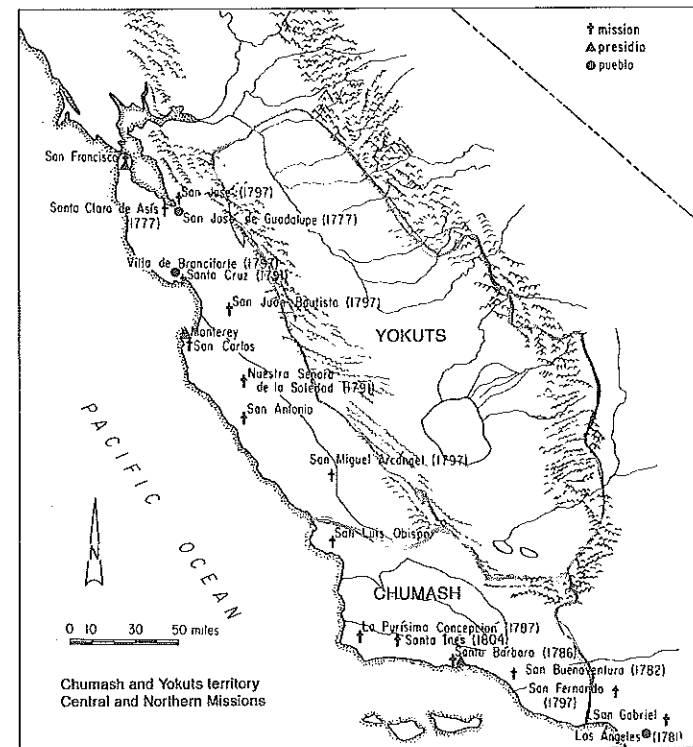 mission
presidio
pueblo
San Francisco
San José (1797)
Santa Clara de Asís
(1777)
San José de Guadalupe (1777)
Villa de Branciforte (1797)
Santa Cruz (1791)
San Juan Bautista (1797)
Monterey
San Carlos
YOKUTS
Nuestra Señora
de la Soledad (1791)
San Antonio
San Miguel Arcángel (1797)
PACIFIC OCEAN
N
San Luis Obispo
CHUMASH
La Purísima Concepción (1787)
Santa Inés (1804)
Santa Bárbara (1786)
San Buenaventura (1782)
San Fernando
(1797)
San Gabriel
Los Angeles (1781)
0 10 50 miles
Chumash and Yokuts territory
Central and Northern Missions